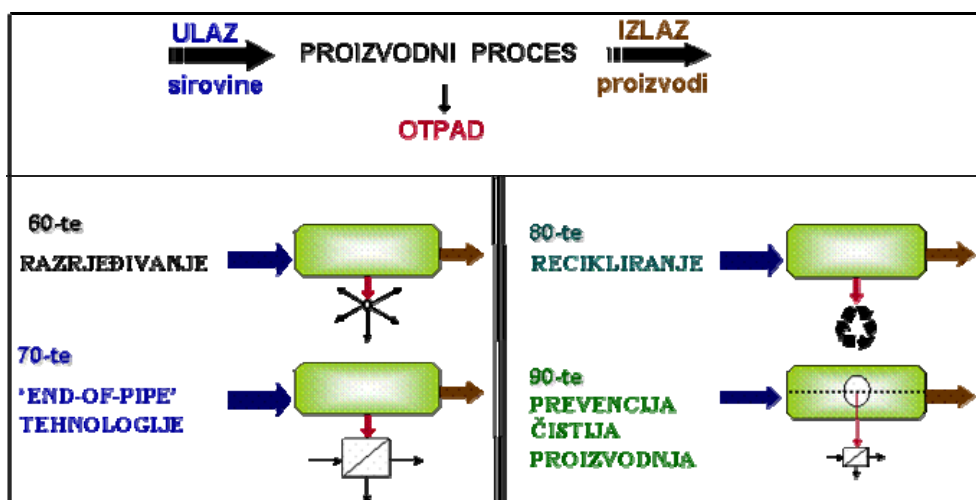 ULAZ
sirovine
PROIZVODNI PROCES
IZLAZ
proizvodi
OTPAD
60-te
RAZRJEĐIVANJE
70-te
'END-OF-PIPE'
TEHNOLOGIJE
80-te
RECIKLIRANJE
90-te
PREVENCIJA
ČISTIJA
PROIZVODNJA